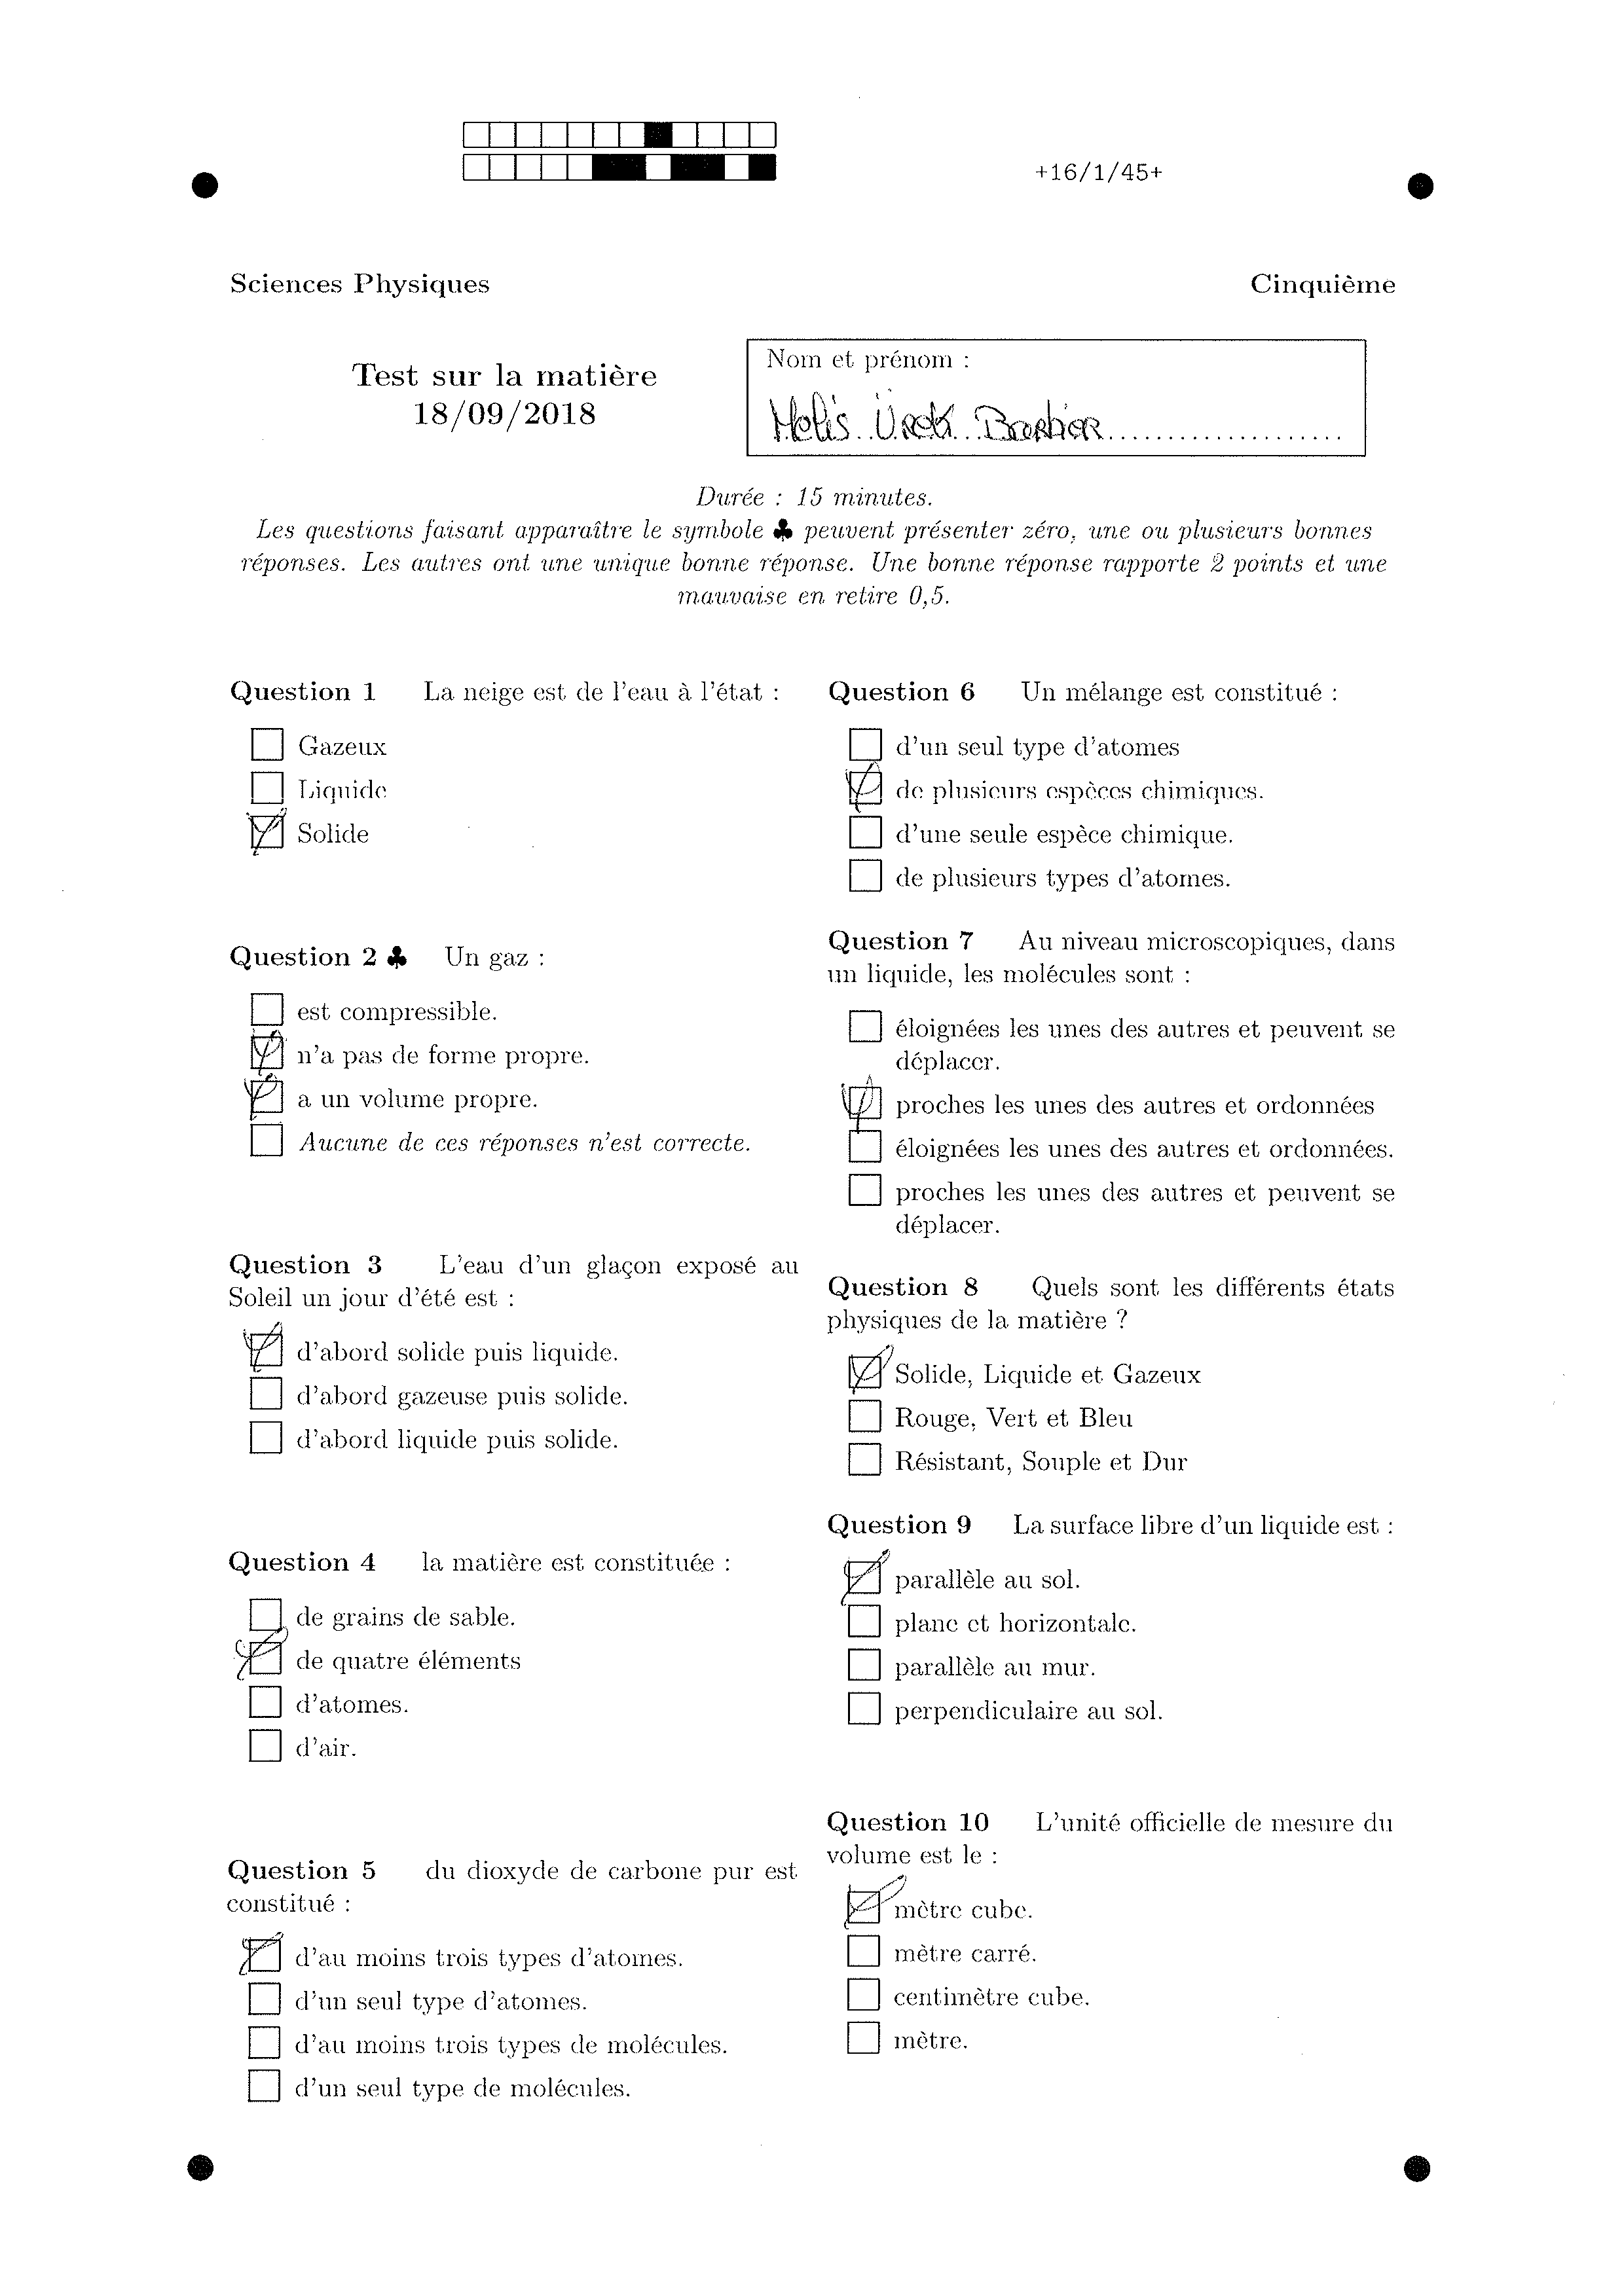 +16/1/45+
Sciences Physiques
Cinquième
Test sur la matière
18/09/2018
Nom et prénom :
Durée : 15 minutes.
Les questions faisant apparaître le symbole ♣ peuvent présenter zéro, une ou plusieurs bonnes
réponses. Les autres ont une unique bonne réponse. Une bonne réponse rapporte 2 points et une
mauvaise en retire 0,5.
Question 1 La neige est de l'eau à l'état :
Gazeux
Liquide
Solide
Question 2 ♣ Un gaz :
est compressible.
n'a pas de forme propre.
a un volume propre.
Aucune de ces réponses n'est correcte.
Question 3 L'eau d'un glaçon exposé au
Soleil un jour d'été est :
d'abord solide puis liquide.
d'abord gazeuse puis solide.
d'abord liquide puis solide.
Question 4 la matière est constituée :
de grains de sable.
de quatre éléments
d'atomes.
d'air.
Question 5 du dioxyde de carbone pur est
constitué :
d'au moins trois types d'atomes.
d'un seul type d'atomes.
d'au moins trois types de molécules.
d'un seul type de molécules.
Question 6 Un mélange est constitué :
d'un seul type d'atomes
de plusieurs espèces chimiques.
d'une seule espèce chimique.
de plusieurs types d'atomes.
Question 7 Au niveau microscopiques, dans
un liquide, les molécules sont :
éloignées les unes des autres et peuvent se
déplacer.
proches les unes des autres et ordonnées
éloignées les unes des autres et ordonnées.
proches les unes des autres et peuvent se
déplacer.
Question 8 Quels sont les différents états
physiques de la matière ?
Solide, Liquide et Gazeux
Rouge, Vert et Bleu
Résistant, Souple et Dur
Question 9 La surface libre d'un liquide est :
parallèle au sol.
plane et horizontale.
parallèle au mur.
perpendiculaire au sol.
Question 10 L'unité officielle de mesure du
volume est le :
mètre cube.
mètre carré.
centimètre cube.
mètre.